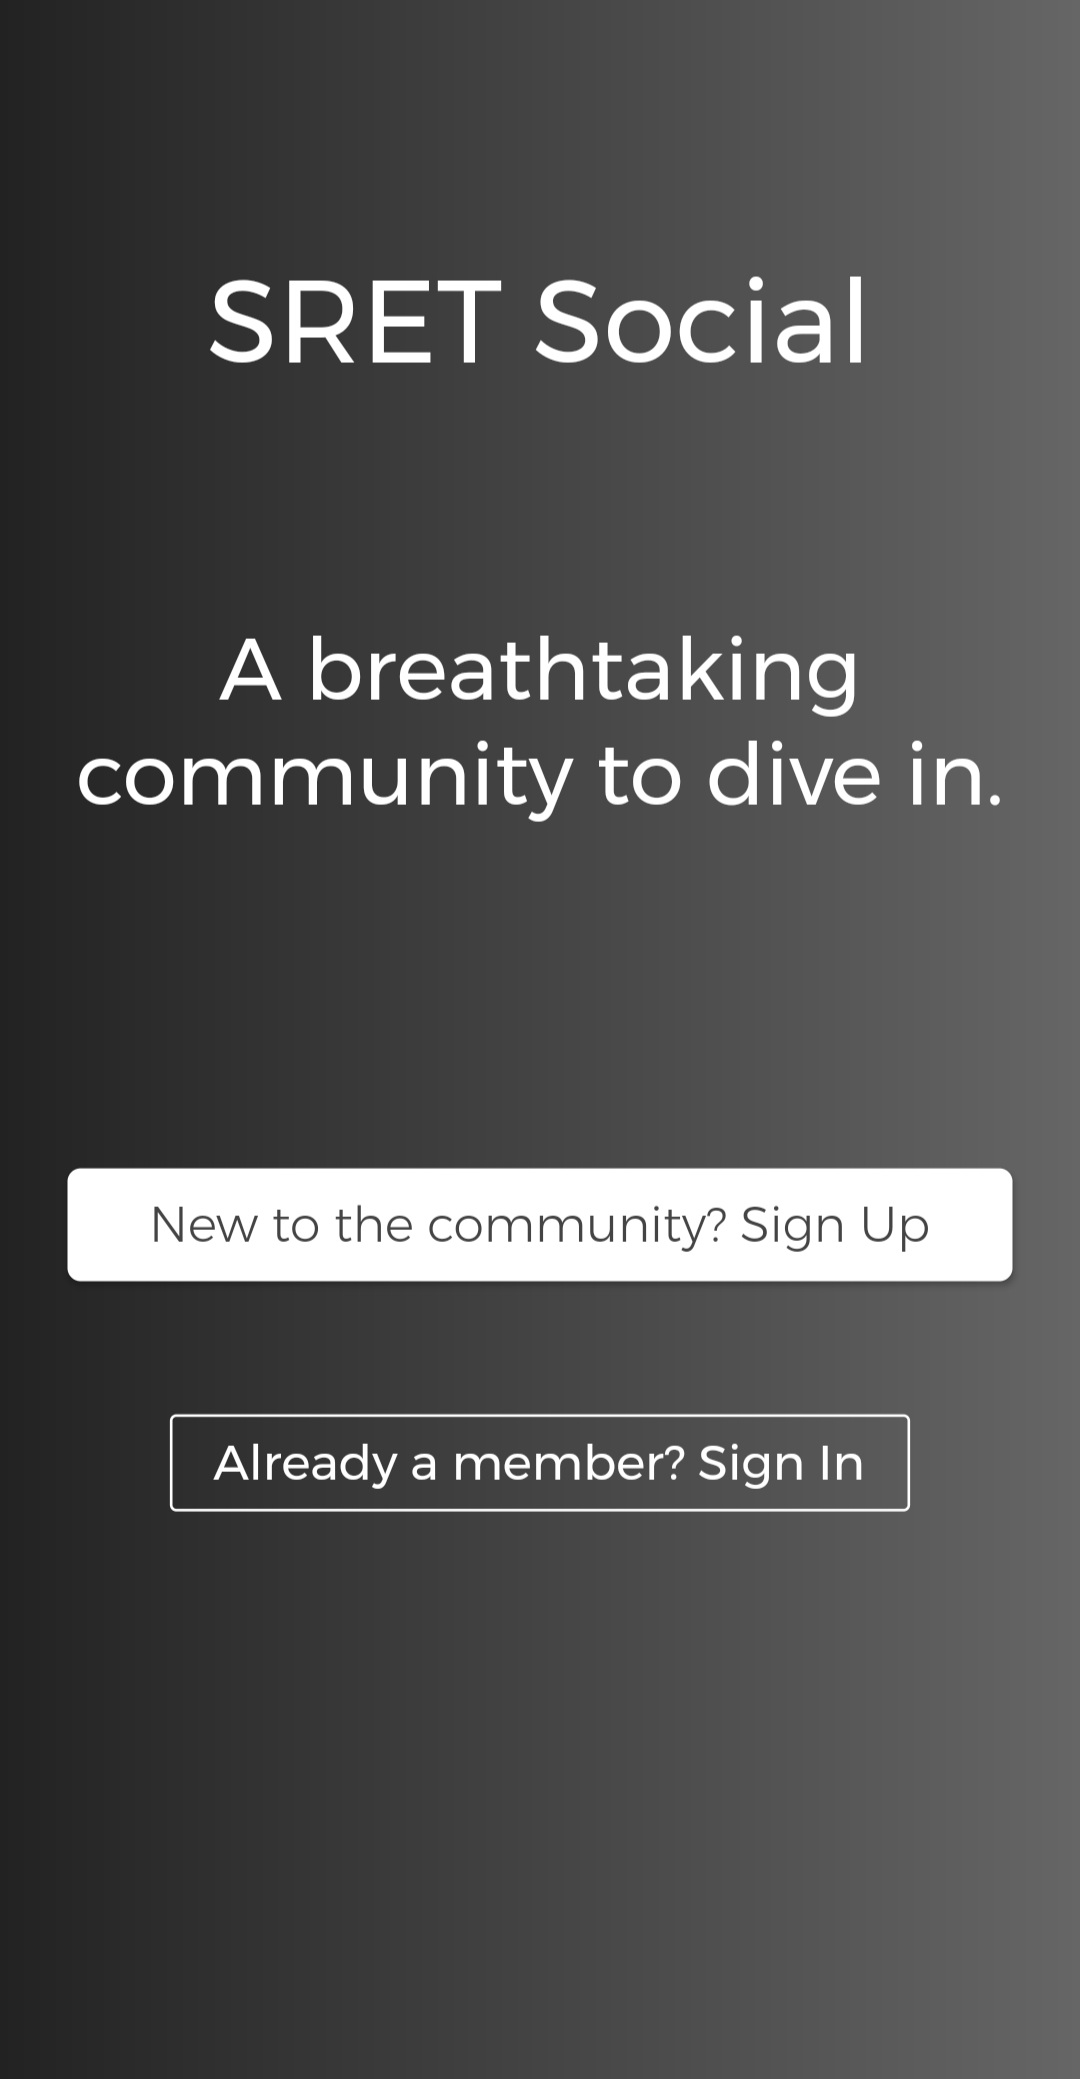 SRET Social
A breathtaking
community to dive in.
New to the community? Sign Up
Already a member? Sign In